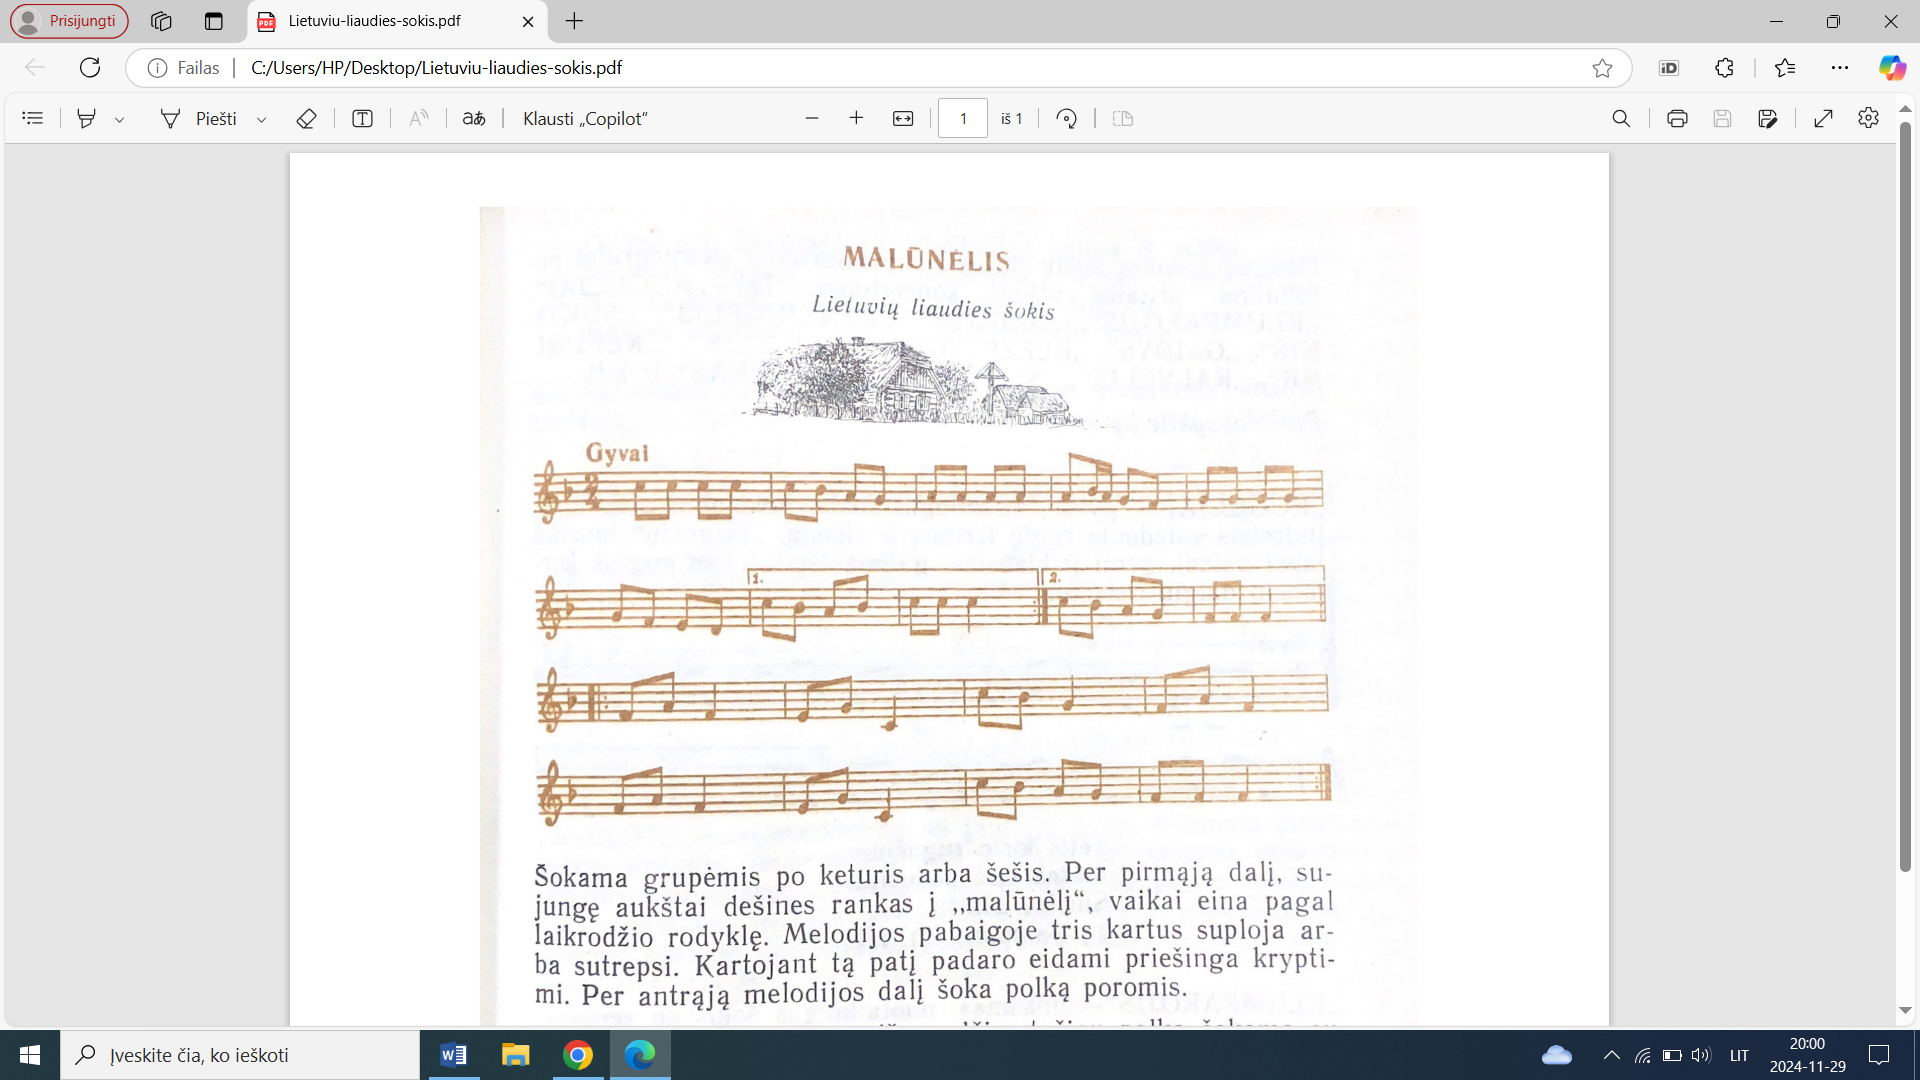 Prisijungti
Lietuviu-liaudies-sokis.pdf
Failas
C:/Users/HP/Desktop/Lietuviu-liaudies-sokis.pdf
Piešti
Klausti „Copilot“
1
iš 1
MALŪNĖLIS
Lietuvių liaudies šokis
Gyvai
1.
2.
Šokama grupėmis po keturis arba šešis. Per pirmąją dalį, su-
jungę aukštai dešines rankas į „malūnėlį“, vaikai eina pagal
laikrodžio rodyklę. Melodijos pabaigoje tris kartus suploja ar-
ba sutrepsi. Kartojant tą patį padaro eidami priešinga krypti-
mi. Per antrąją melodijos dalį šoka polką poromis.
Įveskite čia, ko ieškoti
LIT
20:00
2024-11-29